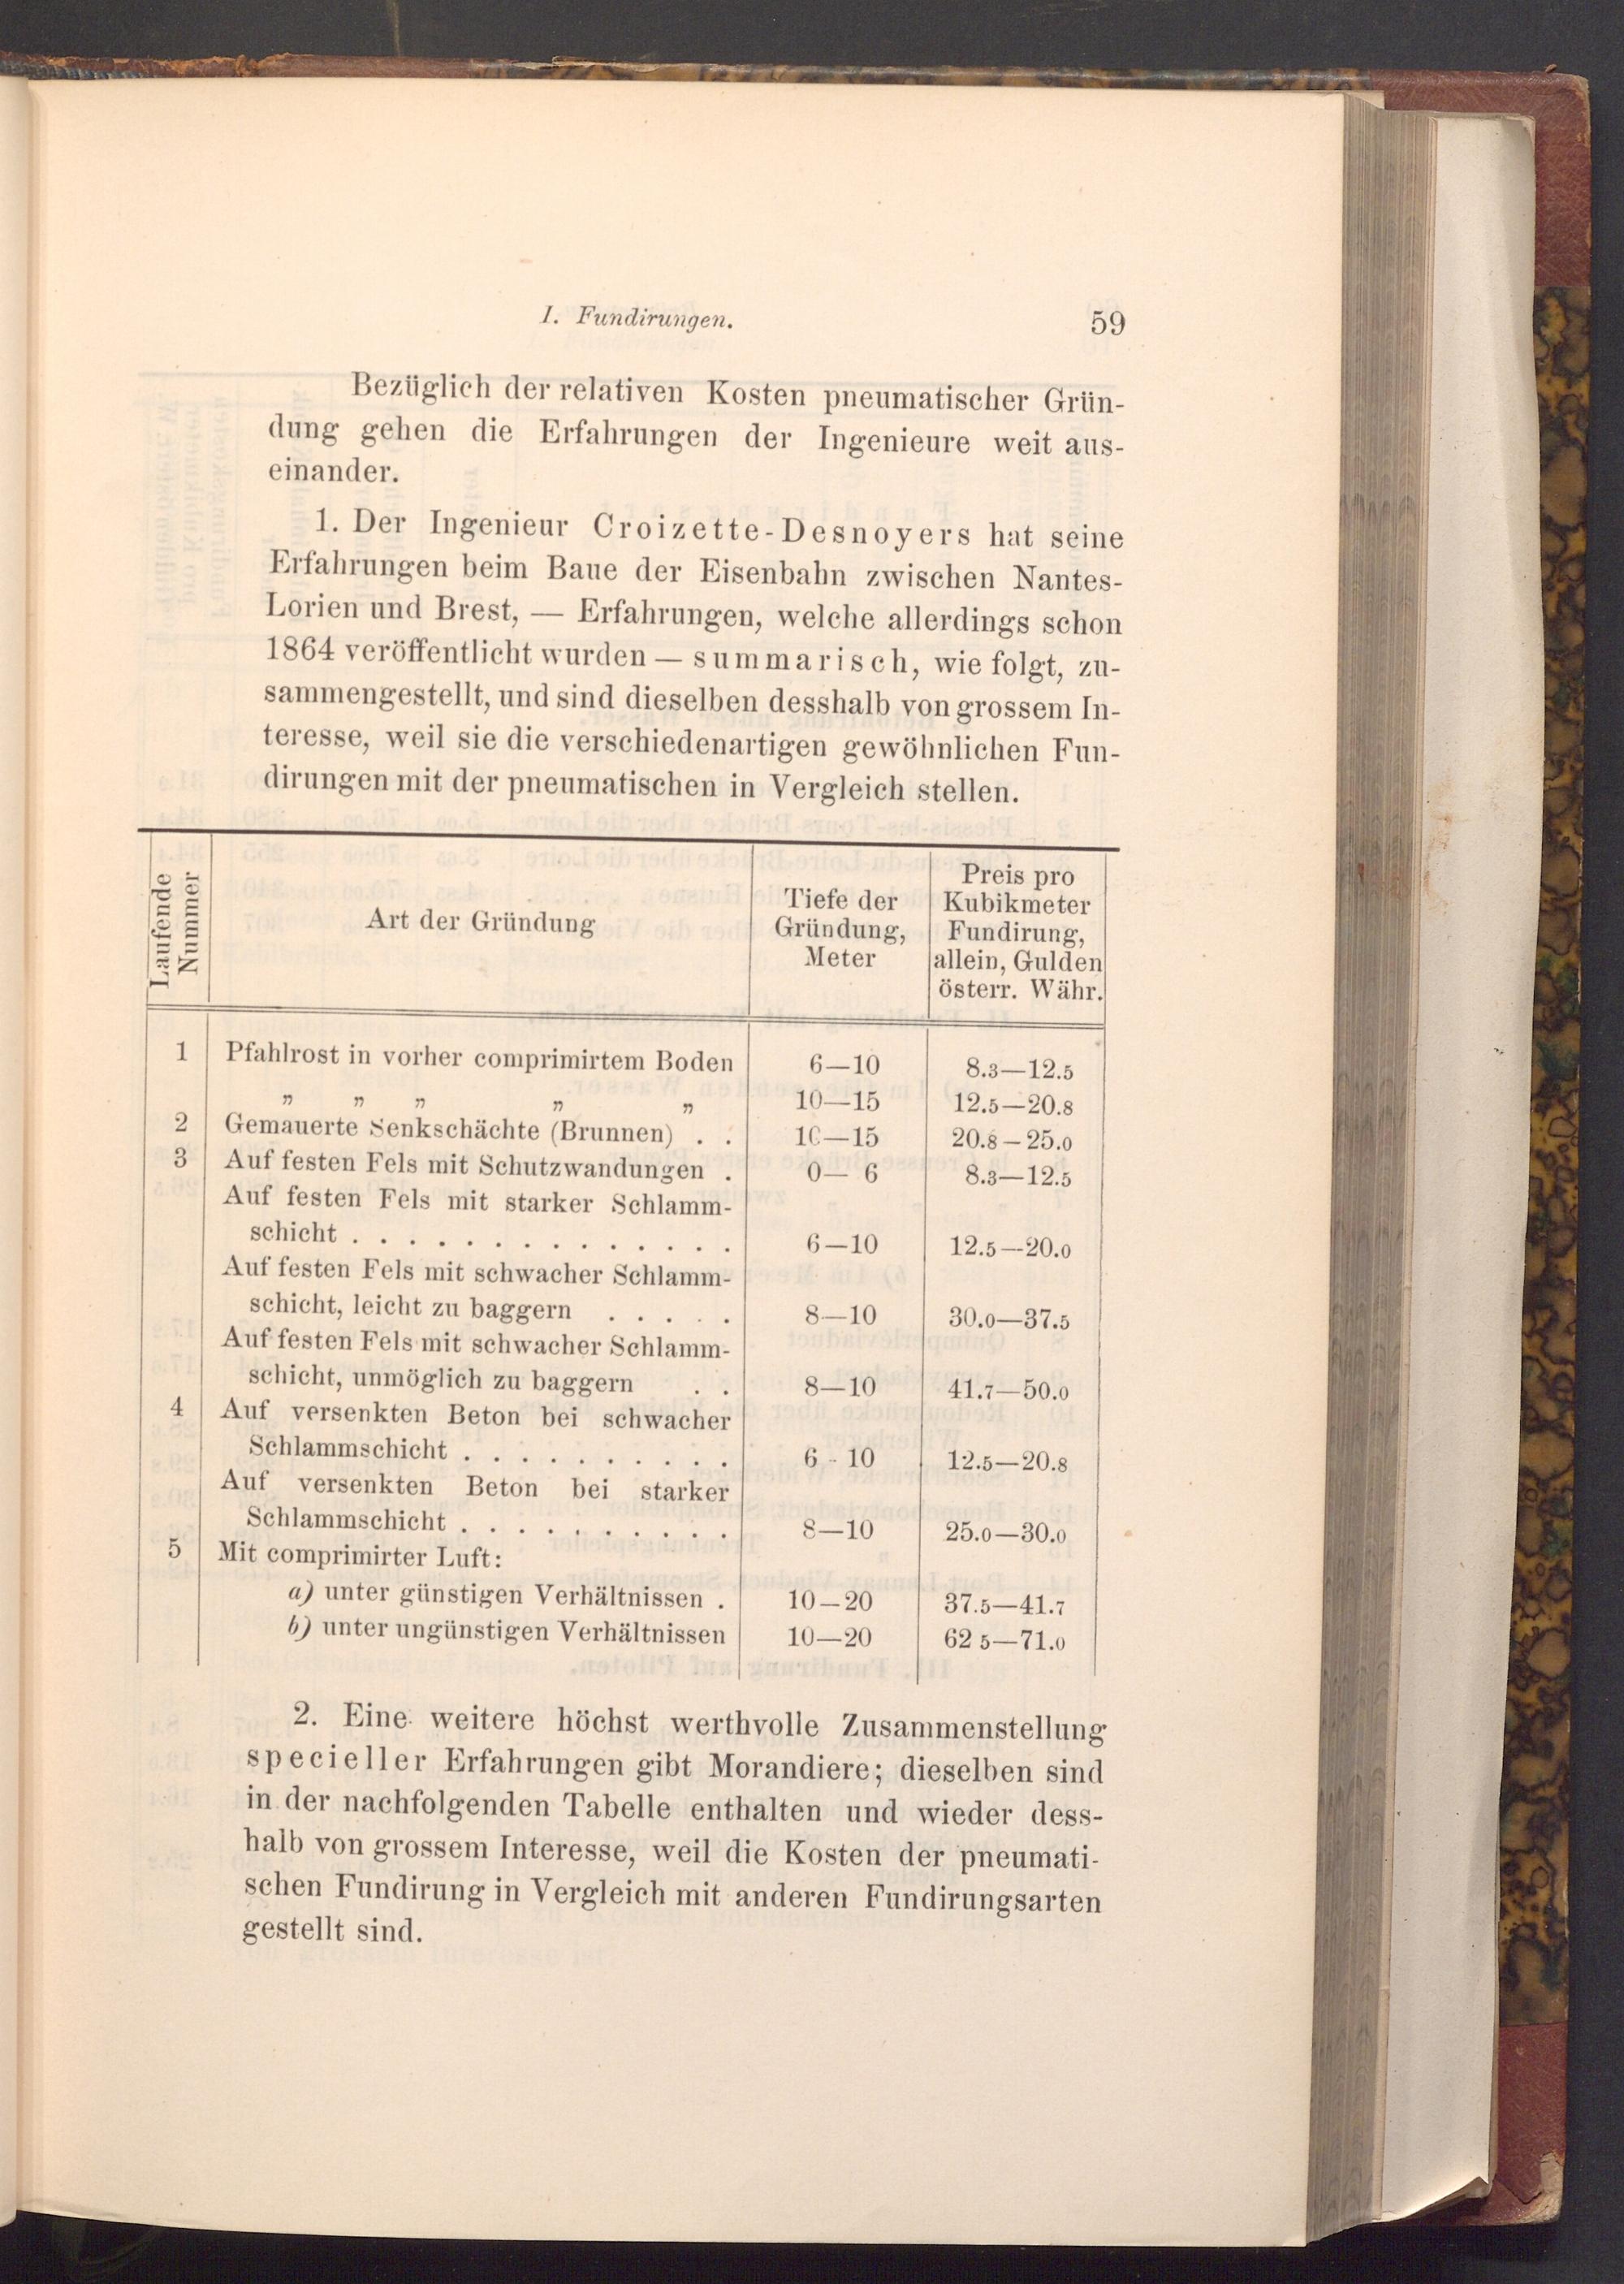 I. Fundirungen.
59
Bezüglich der relativen Kosten pneumatischer Grün-
dung gehen die Erfahrungen der Ingenieure weit aus-
einander.
1. Der Ingenieur Croizette-Desnoyers hat seine
Erfahrungen beim Baue der Eisenbahn zwischen Nantes-
Lorien und Brest, — Erfahrungen, welche allerdings schon
1864 veröffentlicht wurden — summarisch, wie folgt, zu-
sammengestellt, und sind dieselben desshalb von grossem In-
teresse, weil sie die verschiedenartigen gewöhnlichen Fun-
dirungen mit der pneumatischen in Vergleich stellen.
Laufende
Nummer
Art der Gründung
Tiefe der
Gründung,
Meter
Preis pro
Kubikmeter
Fundirung,
allein, Gulden
österr. Währ.
1 Pfahlrost in vorher comprimirtem Boden 6—10 8.3—12.5
„ „ „ „ „ 10—15 12.5—20.8
2 Gemauerte Senkschächte (Brunnen) . . 10—15 20.8—25.0
3 Auf festen Fels mit Schutzwandungen . 0— 6 8.3—12.5
Auf festen Fels mit starker Schlamm-
schicht . . . . . . . . . . . . . . 6—10 12.5—20.0
Auf festen Fels mit schwacher Schlamm-
schicht, leicht zu baggern . . . . . 8—10 30.0—37.5
Auf festen Fels mit schwacher Schlamm-
schicht, unmöglich zu baggern . . 8—10 41.7—50.0
4 Auf versenkten Beton bei schwacher
Schlammschicht . . . . . . . . . . 6 - 10 12.5—20.8
Auf versenkten Beton bei starker
Schlammschicht . . . . . . . . . . 8—10 25.0—30.0
5 Mit comprimirter Luft:
a) unter günstigen Verhältnissen . 10—20 37.5—41.7
b) unter ungünstigen Verhältnissen 10—20 62 5—71.0
2. Eine weitere höchst werthvolle Zusammenstellung
specieller Erfahrungen gibt Morandiere; dieselben sind
in der nachfolgenden Tabelle enthalten und wieder dess-
halb von grossem Interesse, weil die Kosten der pneumati-
schen Fundirung in Vergleich mit anderen Fundirungsarten
gestellt sind.